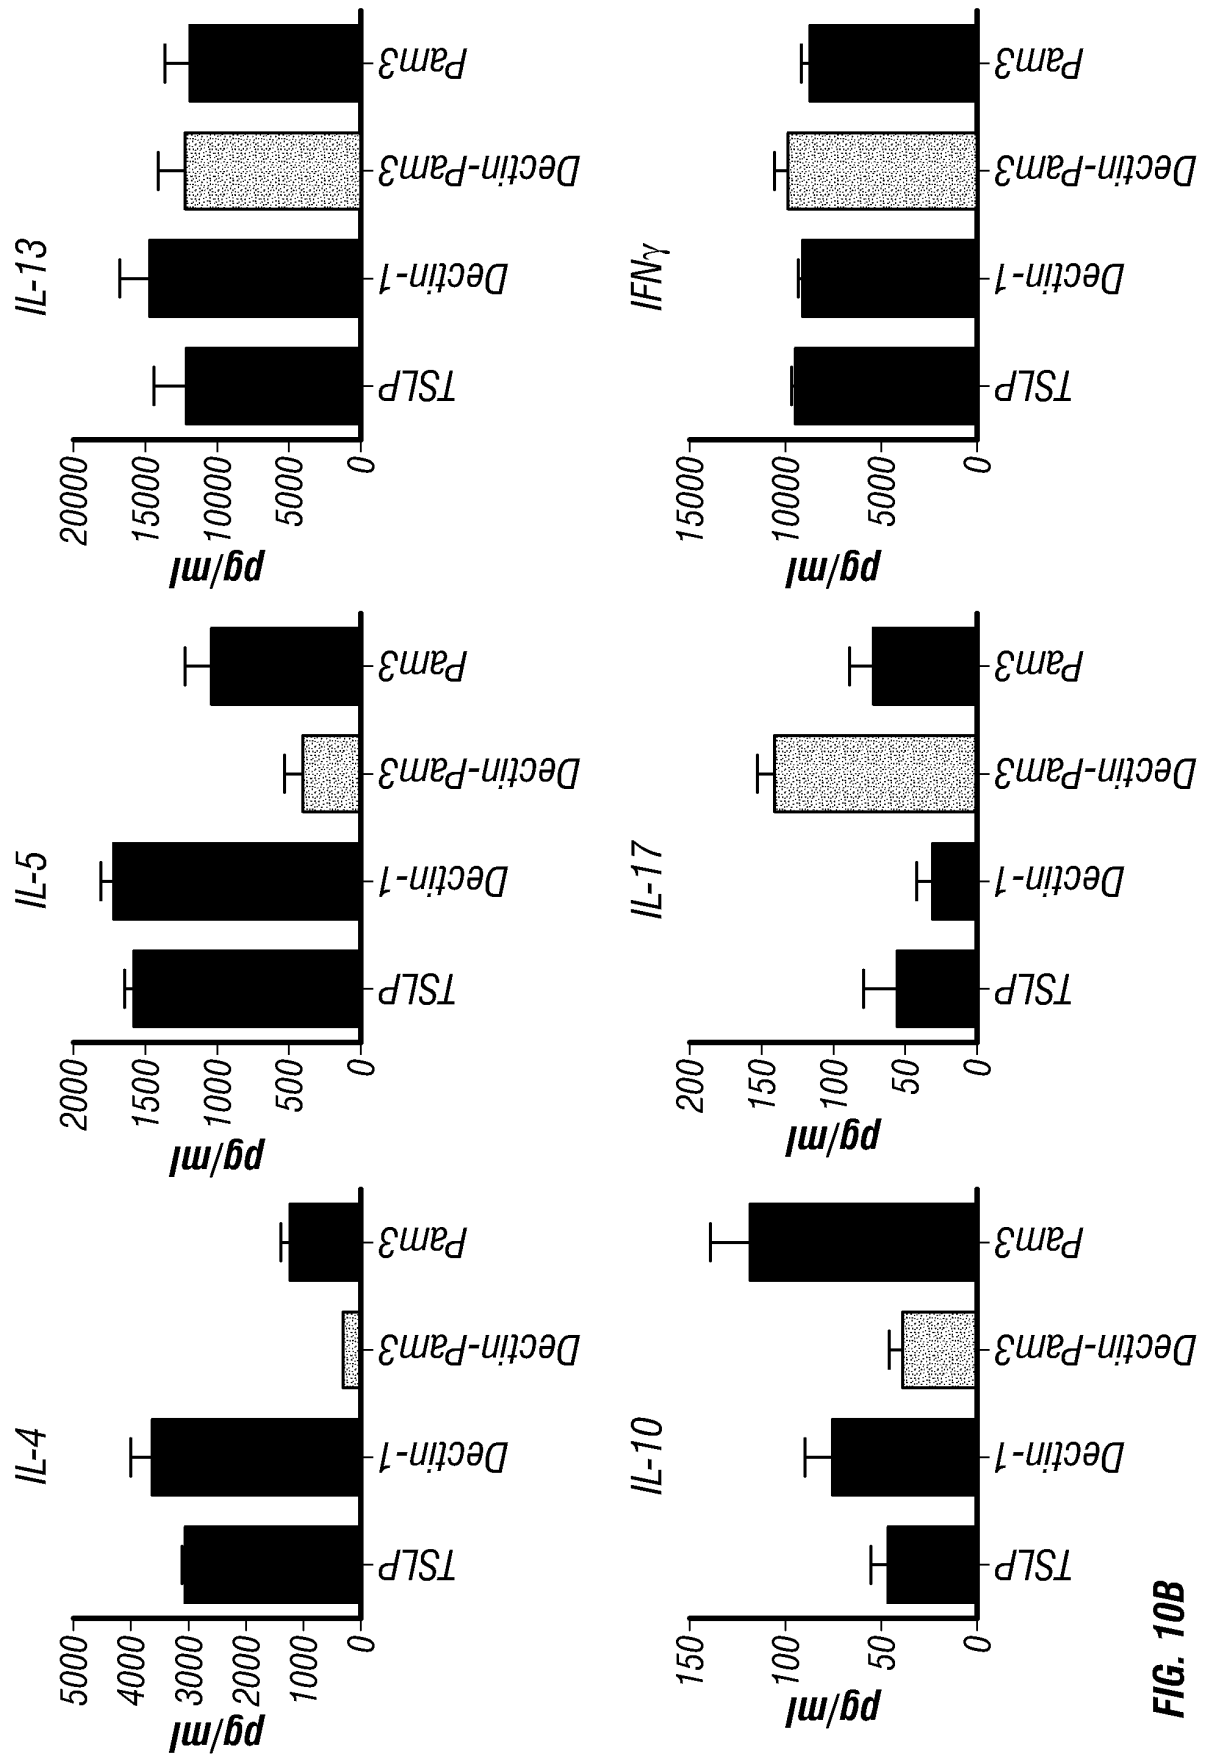 IL-4
pg/ml
5000
4000
3000
2000
1000
0
TSLP
Dectin-1
Dectin-Pam3
Pam3
IL-5
pg/ml
2000
1500
1000
500
0
TSLP
Dectin-1
Dectin-Pam3
Pam3
IL-13
pg/ml
20000
15000
10000
5000
0
TSLP
Dectin-1
Dectin-Pam3
Pam3
IL-10
pg/ml
150
100
50
0
TSLP
Dectin-1
Dectin-Pam3
Pam3
IL-17
pg/ml
200
150
100
50
0
TSLP
Dectin-1
Dectin-Pam3
Pam3
IFNγ
pg/ml
15000
10000
5000
0
TSLP
Dectin-1
Dectin-Pam3
Pam3
FIG. 10B